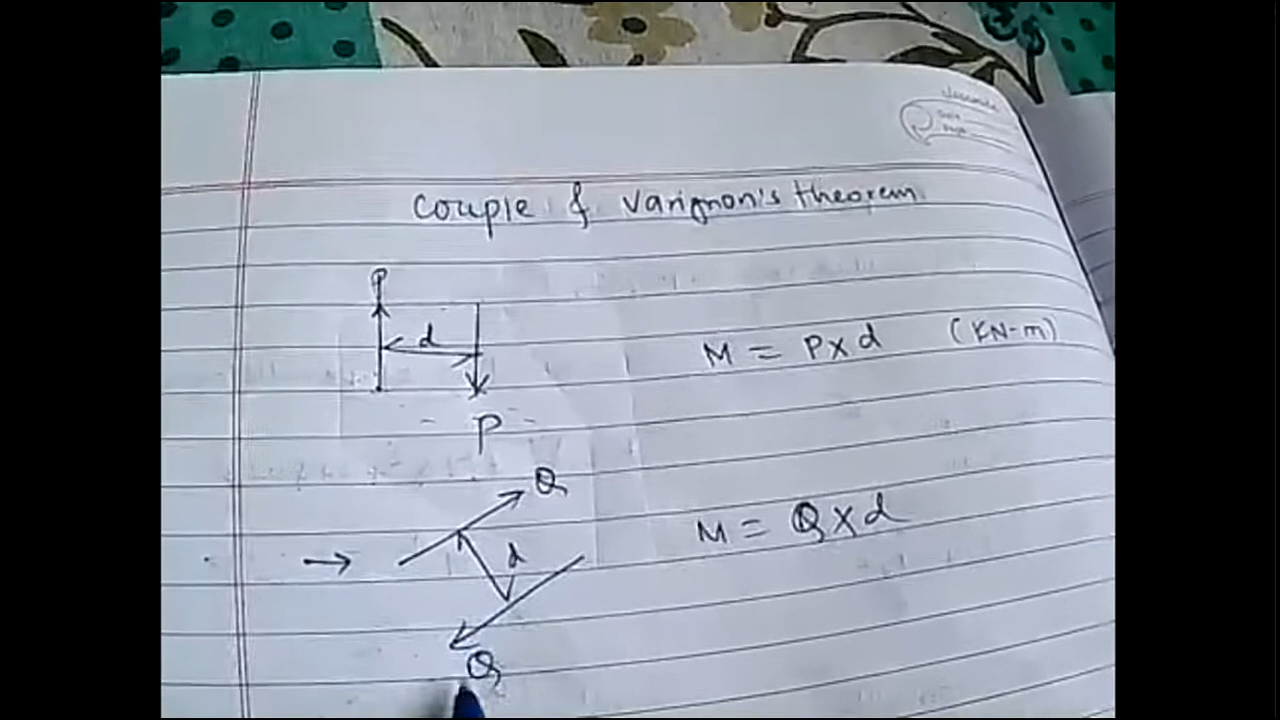 Couple & Varignon's theorem
P
d
M = P×d (KN-m)
P
Q
M = Q×d
d
Q